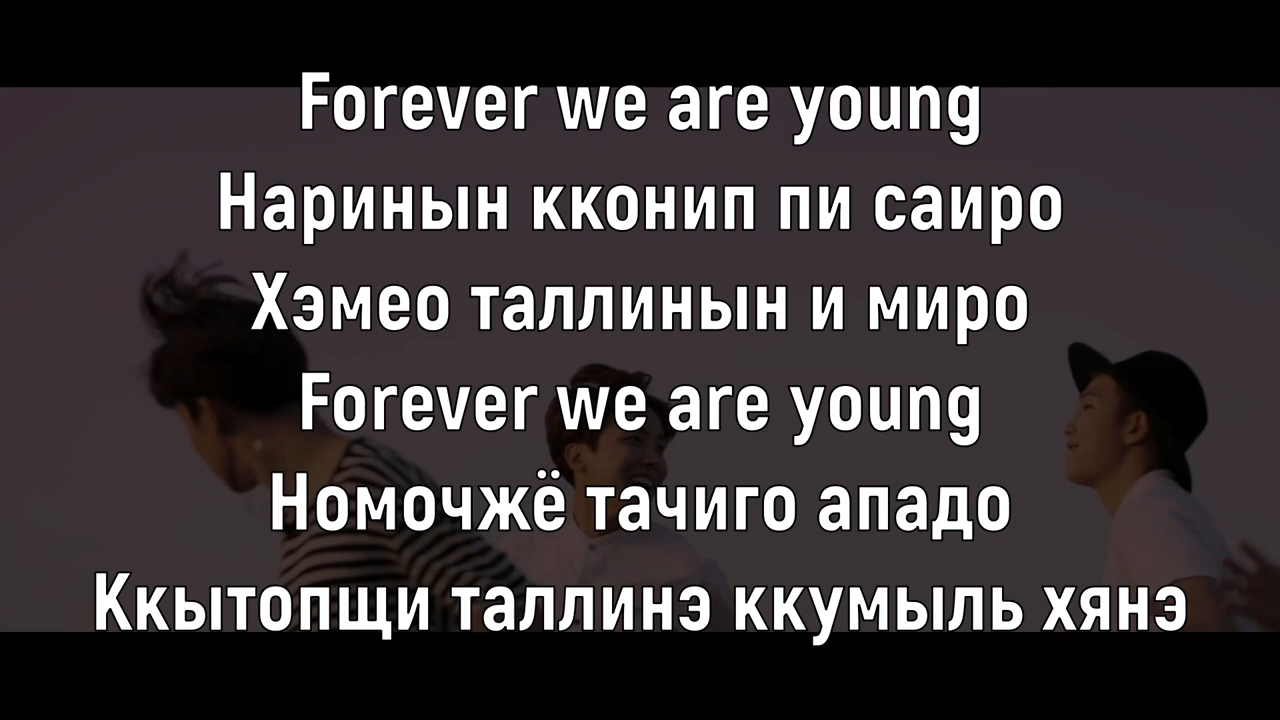 Forever we are young
Наринын кконип пи саиро
Хэмео таллинын и миро
Forever we are young
Номочжё тачиго ападо
Ккытопщи таллинэ ккумыль хянэ